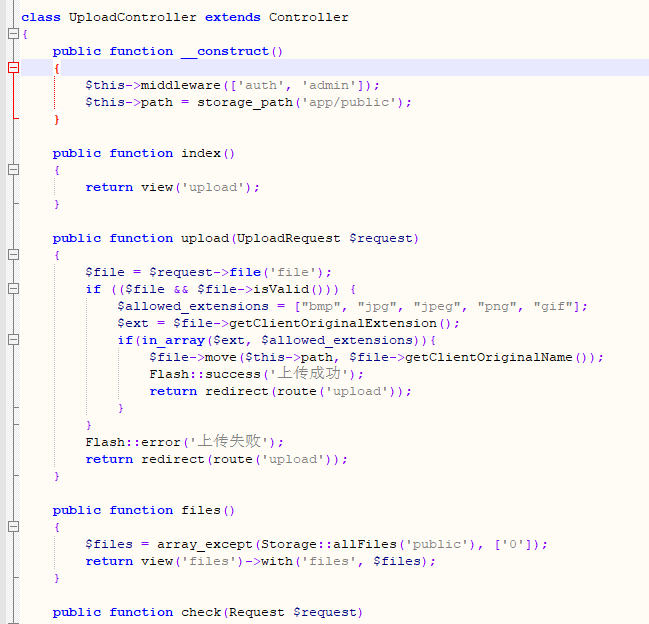 class UploadController extends Controller
{
    public function __construct()
    {
        $this->middleware(['auth', 'admin']);
        $this->path = storage_path('app/public');
    }

    public function index()
    {
        return view('upload');
    }

    public function upload(UploadRequest $request)
    {
        $file = $request->file('file');
        if (($file && $file->isValid())) {
            $allowed_extensions = ["bmp", "jpg", "jpeg", "png", "gif"];
            $ext = $file->getClientOriginalExtension();
            if(in_array($ext, $allowed_extensions)){
                $file->move($this->path, $file->getClientOriginalName());
                Flash::success('上传成功');
                return redirect(route('upload'));
            }
        }
        Flash::error('上传失败');
        return redirect(route('upload'));
    }

    public function files()
    {
        $files = array_except(Storage::allFiles('public'), ['0']);
        return view('files')->with('files', $files);
    }

    public function check(Request $request)